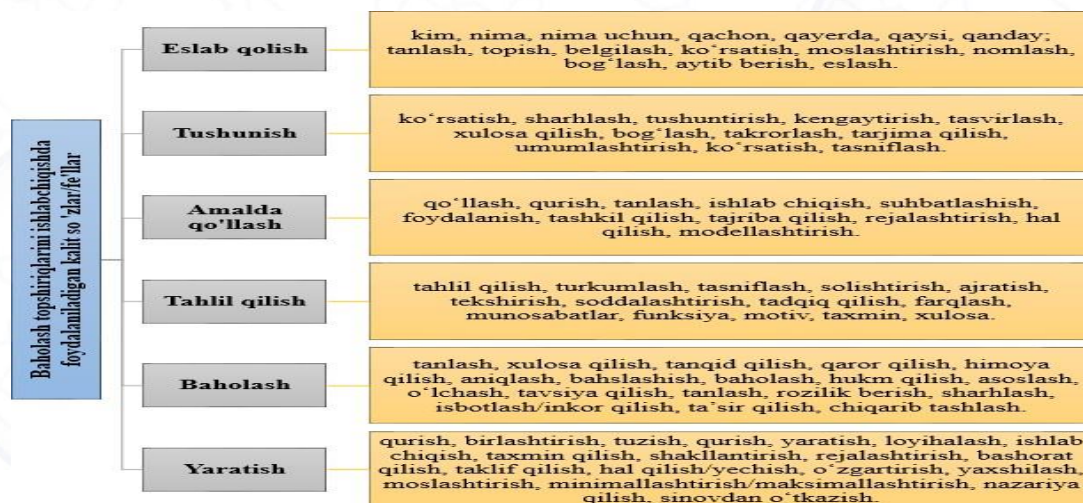 Baholash topshiriqlarini ishlabchiqishda
foydalaniladigan kalit so'zlar/fe'llar
Eslab qolish
kim, nima, nima uchun, qachon, qayerda, qaysi, qanday;
tanlash, topish, belgilash, ko‘rsatish, moslashtirish, nomlash,
bog‘lash, aytib berish, eslash.
Tushunish
ko‘rsatish, sharhlash, tushuntirish, kengaytirish, tasvirlash,
xulosa qilish, bog‘lash, takrorlash, tarjima qilish,
umumlashtirish, ko‘rsatish, tasniflash.
Amalda
qo'llash
qo‘llash, qurish, tanlash, ishlab chiqish, suhbatlashish,
foydalanish, tashkil qilish, tajriba qilish, rejalashtirish, hal
qilish, modellashtirish.
Tahlil qilish
tahlil qilish, turkumlash, tasniflash, solishtirish, ajratish,
tekshirish, soddalashtirish, tadqiq qilish, farqlash,
munosabatlar, funksiya, motiv, taxmin, xulosa.
Baholash
tanlash, xulosa qilish, tanqid qilish, qaror qilish, himoya
qilish, aniqlash, bahslashish, baholash, hukm qilish, asoslash,
o‘lchash, tavsiya qilish, tanlash, rozilik berish, sharhlash,
isbotlash/inkor qilish, ta’sir qilish, chiqarib tashlash.
Yaratish
qurish, birlashtirish, tuzish, qurish, yaratish, loyihalash, ishlab
chiqish, taxmin qilish, shakllantirish, rejalashtirish, bashorat
qilish, taklif qilish, hal qilish/yechish, o‘zgartirish, yaxshilash,
moslashtirish, minimallashtirish/maksimallashtirish, nazariya
qilish, sinovdan o‘tkazish.